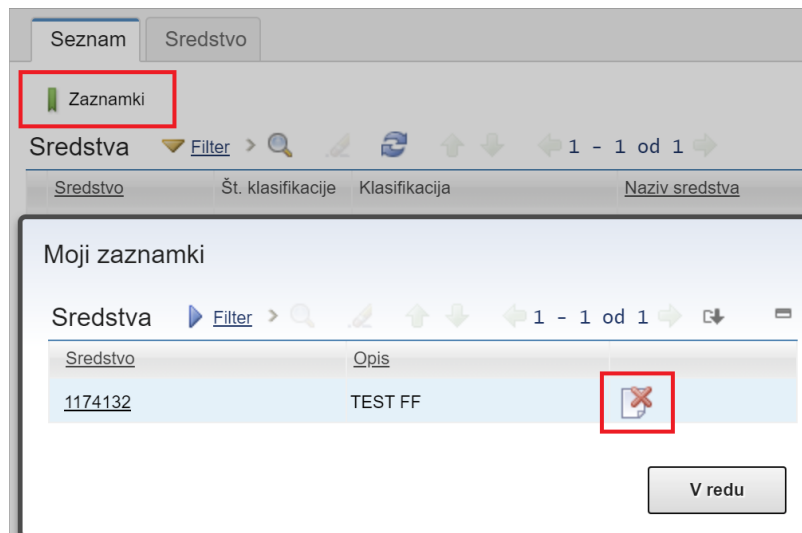 Seznam Sredstvo
Zaznamki
Sredstva Filter > 1 - 1 od 1
Sredstvo Št. klasifikacije Klasifikacija Naziv sredstva
Moji zaznamki
Sredstva Filter > 1 - 1 od 1
Sredstvo Opis
1174132 TEST FF
V redu